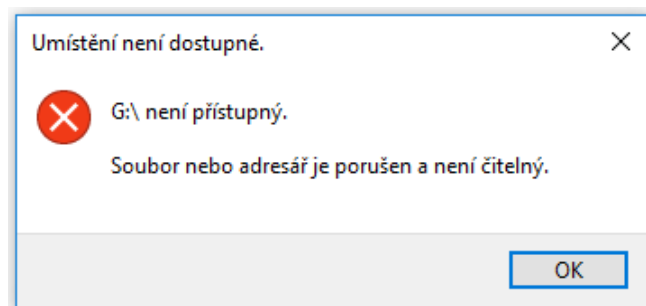 Umístění není dostupné.
G:\ není přístupný.
Soubor nebo adresář je porušen a není čitelný.
OK